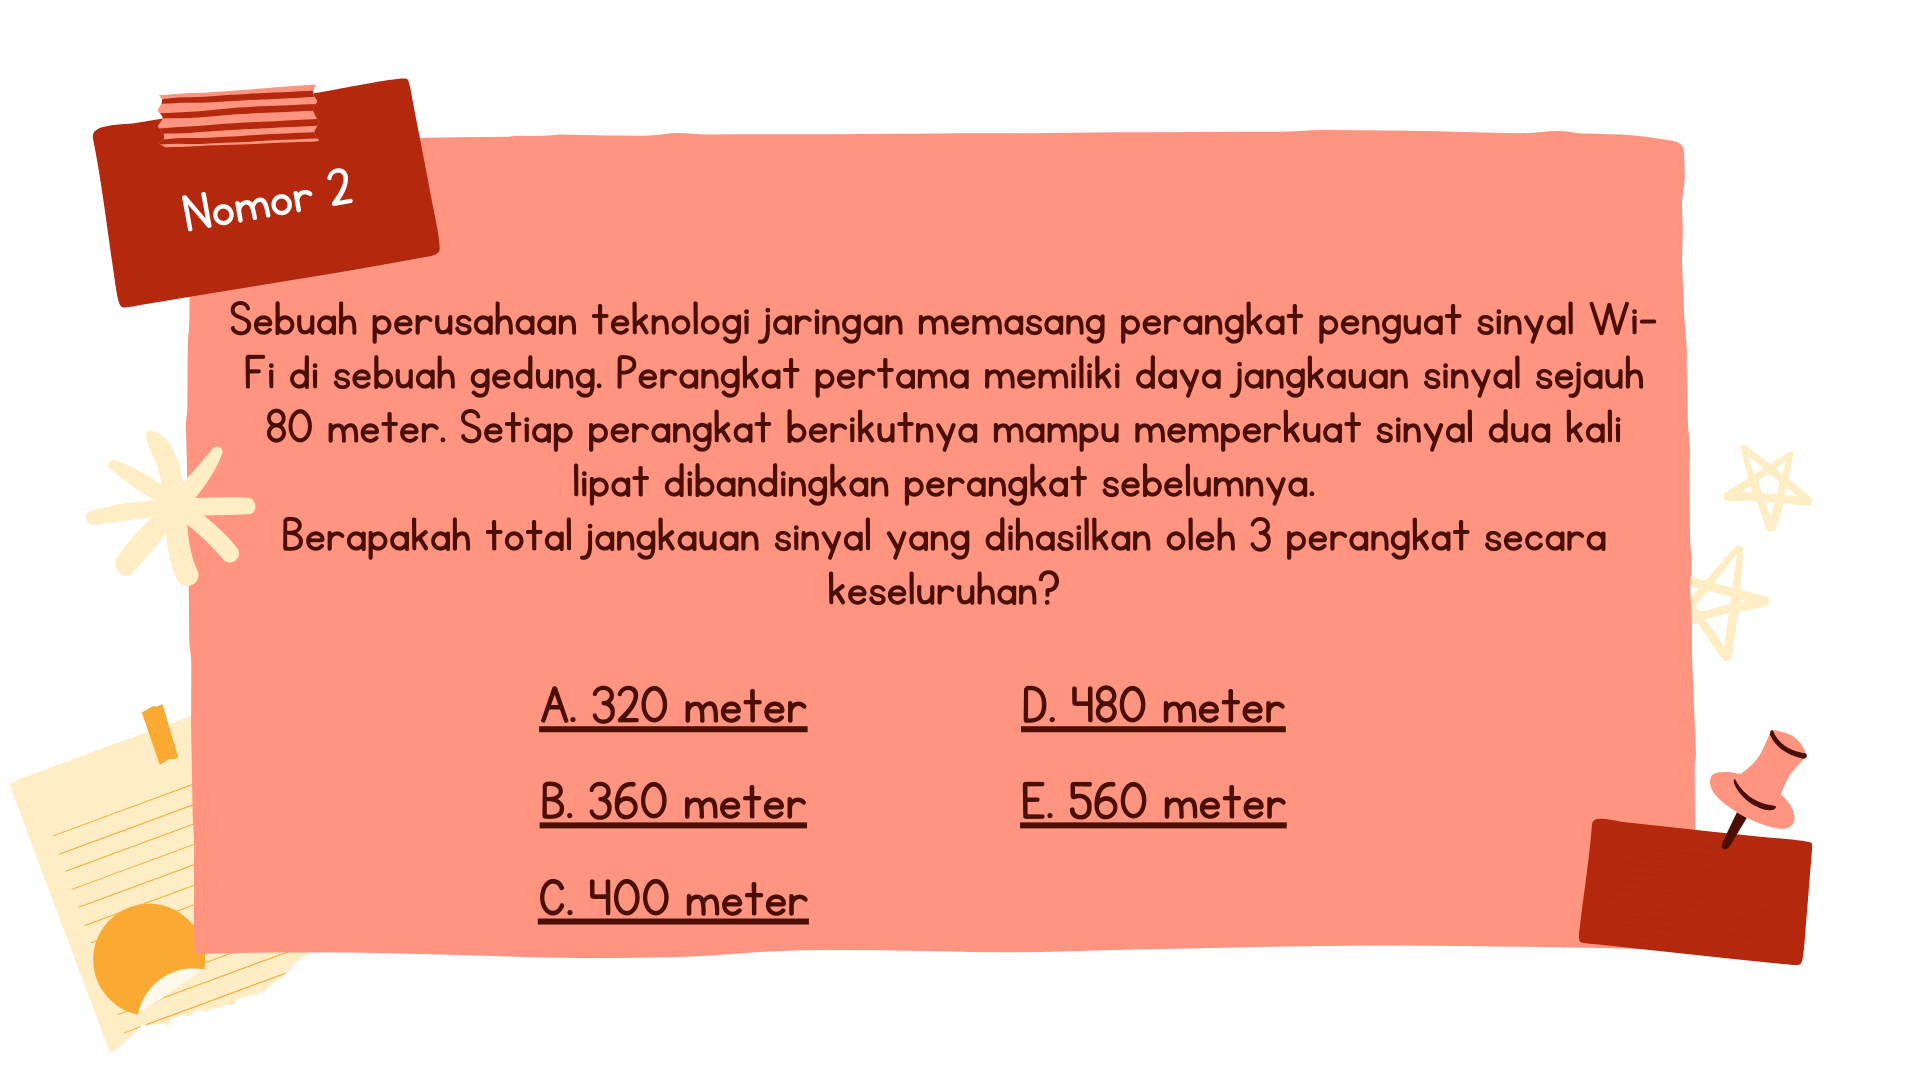 Nomor 2
Sebuah perusahaan teknologi jaringan memasang perangkat penguat sinyal Wi-
Fi di sebuah gedung. Perangkat pertama memiliki daya jangkauan sinyal sejauh
80 meter. Setiap perangkat berikutnya mampu memperkuat sinyal dua kali
lipat dibandingkan perangkat sebelumnya.
Berapakah total jangkauan sinyal yang dihasilkan oleh 3 perangkat secara
keseluruhan?
A. 320 meter
B. 360 meter
C. 400 meter
D. 480 meter
E. 560 meter